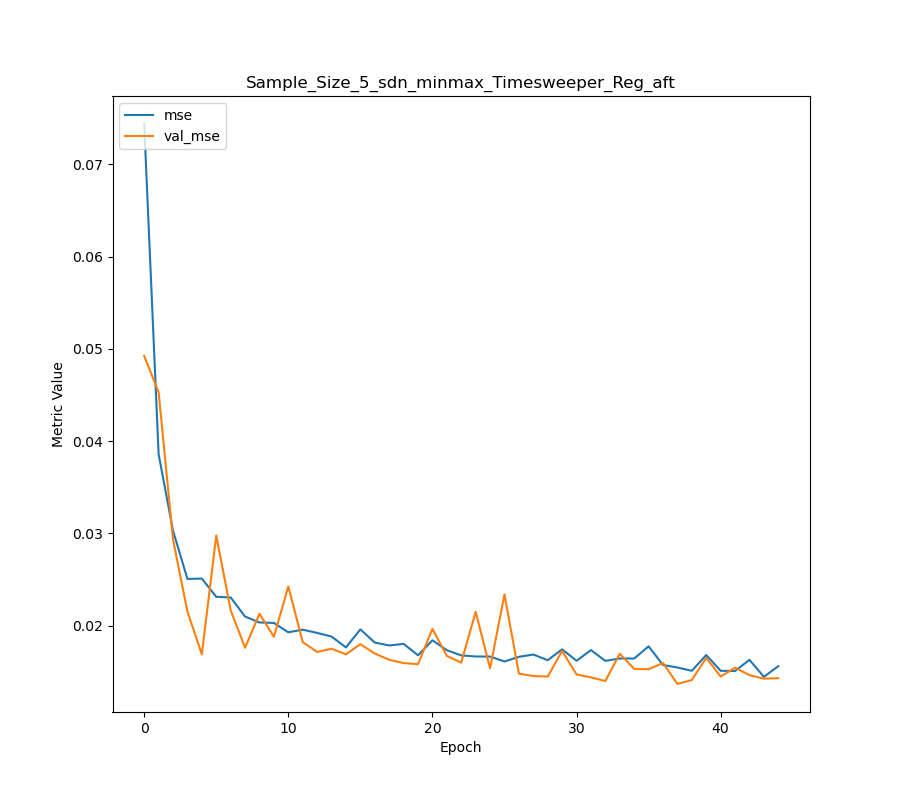 Sample_Size_5_sdn_minmax_Timesweeper_Reg_aft
mse
val_mse
0.07
0.06
0.05
0.04
0.03
0.02
Metric Value
0 10 20 30 40
Epoch